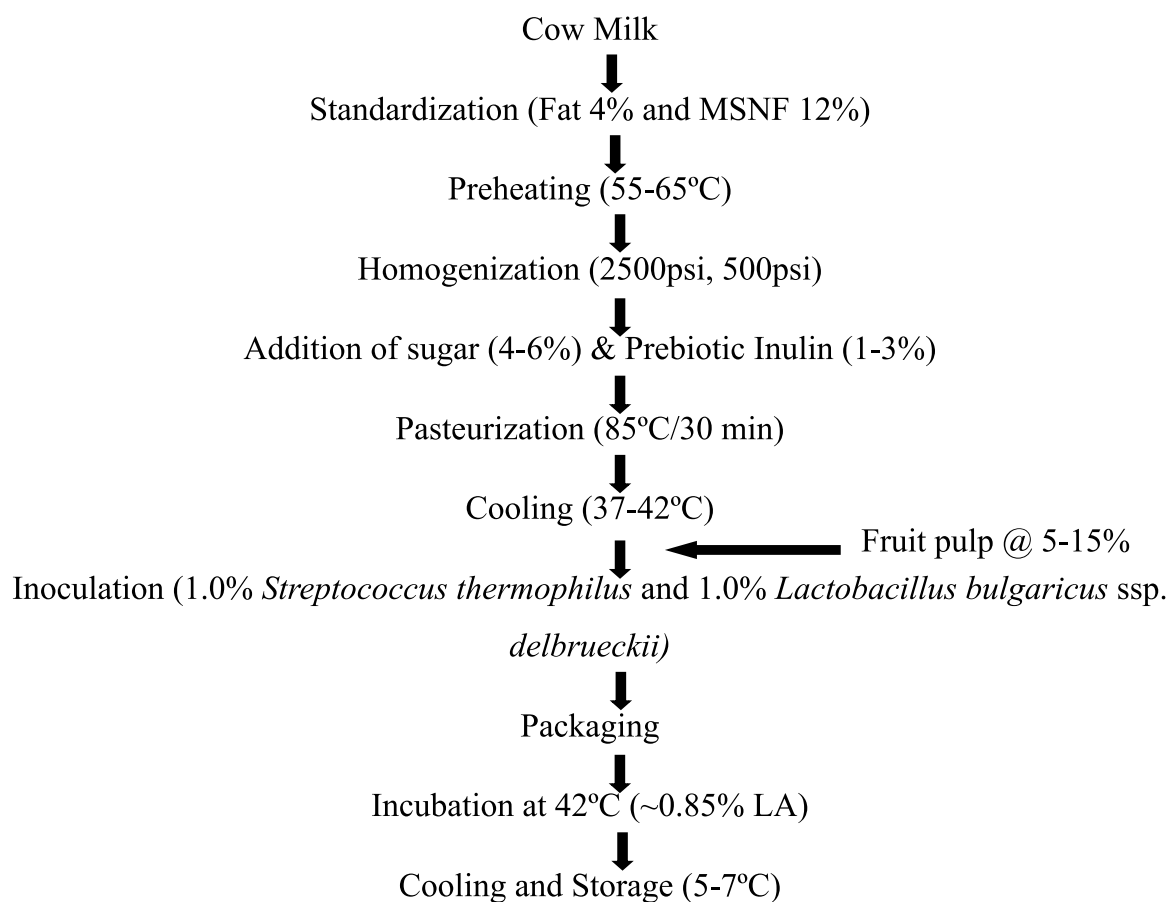 Cow Milk
Standardization (Fat 4% and MSNF 12%)
Preheating (55-65ºC)
Homogenization (2500psi, 500psi)
Addition of sugar (4-6%) & Prebiotic Inulin (1-3%)
Pasteurization (85ºC/30 min)
Cooling (37-42ºC)
Fruit pulp @ 5-15%
Inoculation (1.0% Streptococcus thermophilus and 1.0% Lactobacillus bulgaricus ssp.
delbrueckii)
Packaging
Incubation at 42ºC (~0.85% LA)
Cooling and Storage (5-7ºC)